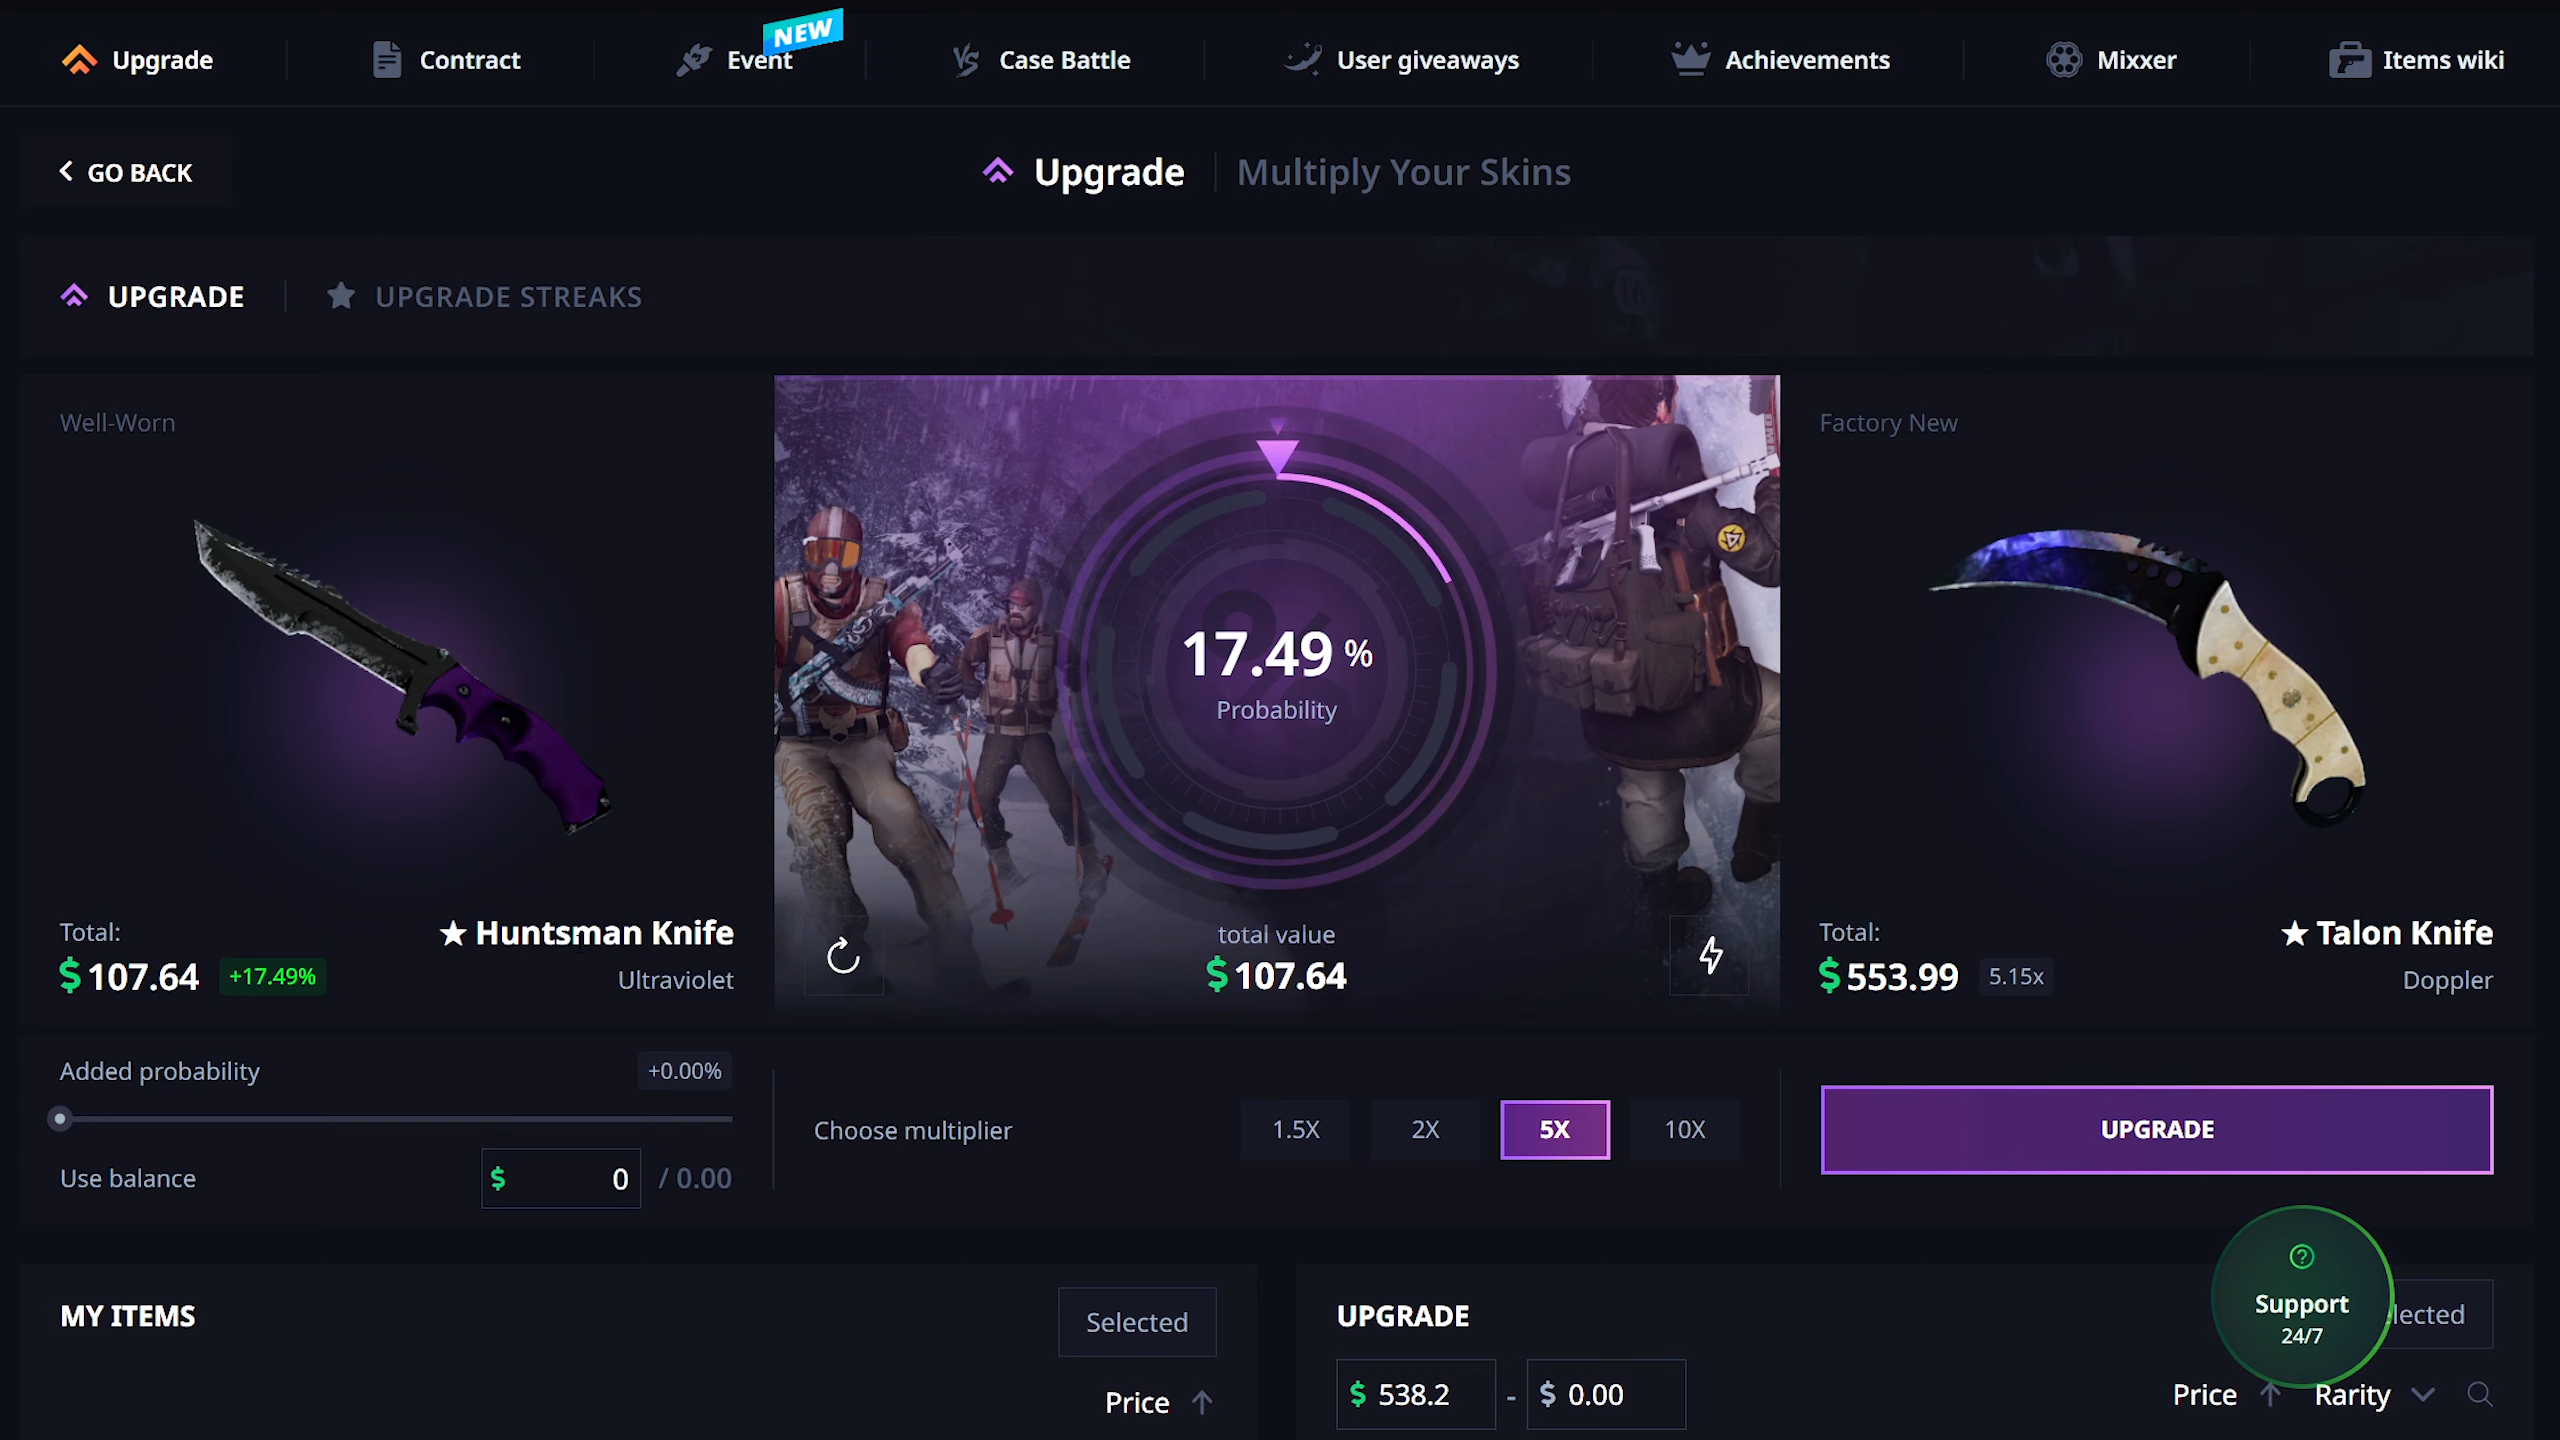 Upgrade
Contract
Event
NEW
Case Battle
User giveaways
Achievements
Mixxer
Items wiki
GO BACK
Upgrade
Multiply Your Skins
UPGRADE
UPGRADE STREAKS
Well-Worn
17.49 %
Probability
Factory New
Total:
$107.64 +17.49%
★ Huntsman Knife
Ultraviolet
total value
$107.64
Total:
$553.99 5.15x
★ Talon Knife
Doppler
Added probability
+0.00%
Use balance
$ 0 / 0.00
Choose multiplier
1.5X
2X
5X
10X
UPGRADE
MY ITEMS
Selected
Price
UPGRADE
Support
24/7
$ 538.2 - $ 0.00
Price
Rarity